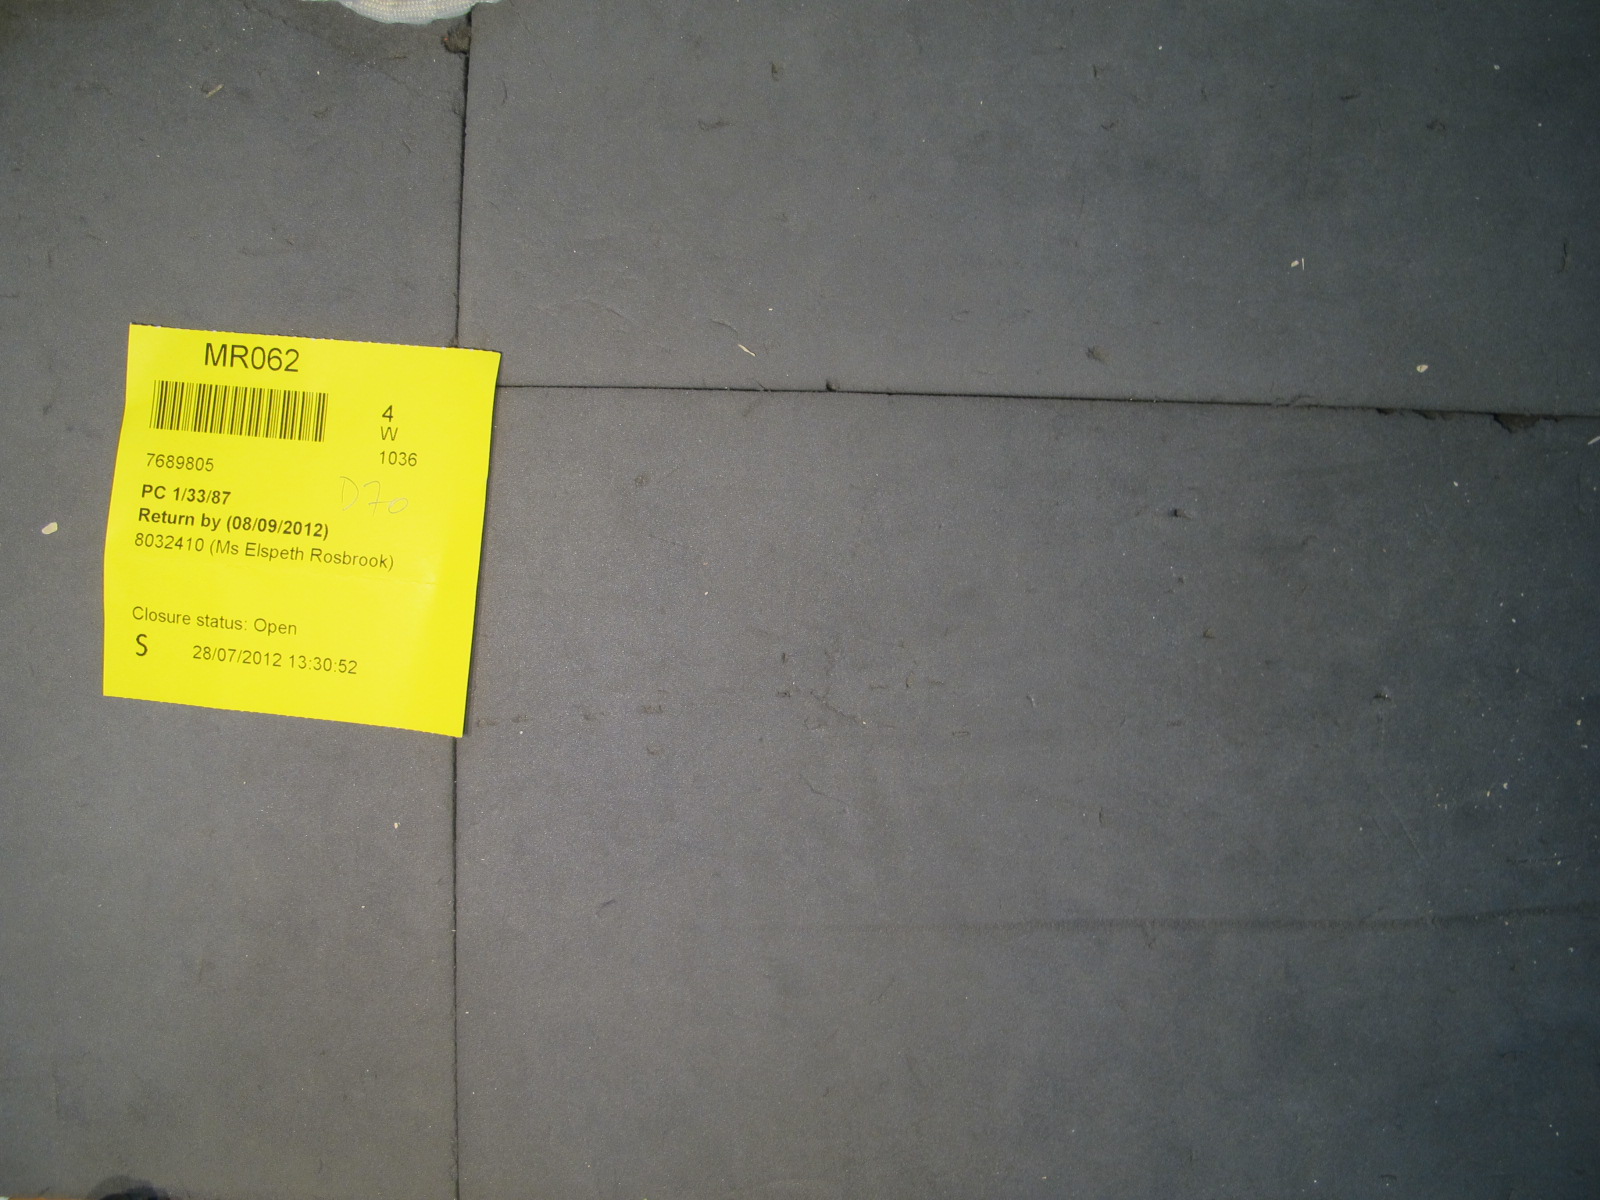 MR062
4
W
7689805
1036
PC 1/33/87
D70
Return by (08/09/2012)
8032410 (Ms Elspeth Rosbrook)
Closure status: Open
S 28/07/2012 13:30:52